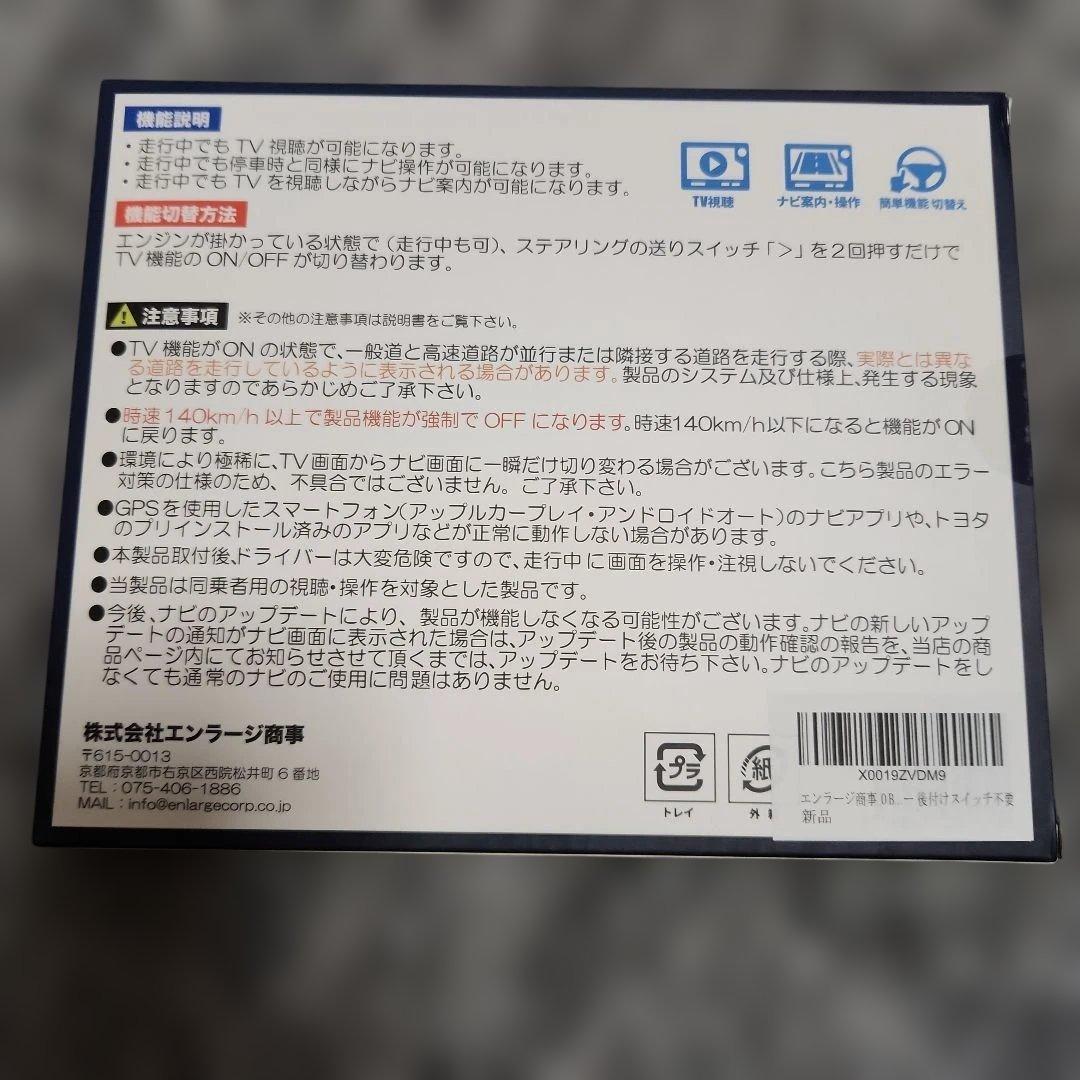 機能説明
・走行中でも TV 視聴が可能になります。
・走行中でも停車時と同様にナビ操作が可能になります。
・走行中でも TV を視聴しながらナビ案内が可能になります。
TV視聴
ナビ案内・操作
簡単機能切替え
機能切替方法
エンジンが掛かっている状態で（走行中も可）、ステアリングの送りスイッチ「＞」を２回押すだけで
TV 機能の ON/OFF が切り替わります。
注意事項 ※その他の注意事項は説明書をご覧下さい。
●TV 機能がON の状態で、一般道と高速道路が並行または隣接する道路を走行する際、実際とは異な
る道路を走行しているように表示される場合があります。製品のシステム及び仕様上、発生する現象
となりますのであらかじめご了承下さい。
●時速140km/h 以上で製品機能が強制で OFF になります。時速140km/h以下になると機能が ON
に戻ります。
●環境により極稀に、TV 画面からナビ画面に一瞬だけ切り変わる場合がございます。こちら製品のエラー
対策の仕様のため、不具合ではございません。ご了承下さい。
●GPSを使用したスマートフォン(アップルカープレイ・アンドロイドオート)のナビアプリや、トヨタ
のプリインストール済みのアプリなどが正常に動作しない場合があります。
●本製品取付後、ドライバーは大変危険ですので、走行中に画面を操作・注視しないでください。
●当製品は同乗者用の視聴・操作を対象とした製品です。
●今後、ナビのアップデートにより、製品が機能しなくなる可能性がございます。ナビの新しいアップ
デートの通知がナビ画面に表示された場合は、アップデート後の製品の動作確認の報告を、当店の商
品ページ内にてお知らせさせて頂くまでは、アップデートをお待ち下さい。ナビのアップデートをし
なくても通常のナビのご使用に問題はありません。
株式会社エンラージ商事
〒615-0013
京都府京都市右京区西院松井町 6 番地
TEL：075-406-1886
MAIL：info@enlargecorp.co.jp
プラ
トレイ
紙
外
X0019ZVDM9
エンラージ商事 OB...ー 後付けスイッチ不要
新品